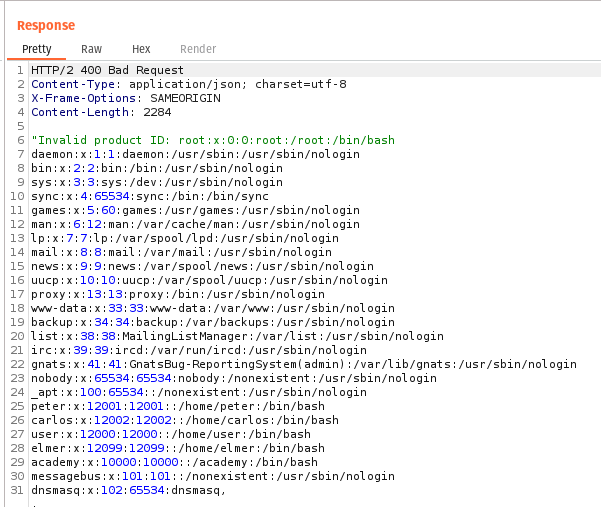 Response
Pretty Raw Hex Render
1 HTTP/2 400 Bad Request
2 Content-Type: application/json; charset=utf-8
3 X-Frame-Options: SAMEORIGIN
4 Content-Length: 2284
5
6 "Invalid product ID: root:x:0:0:root:/root:/bin/bash
7 daemon:x:1:1:daemon:/usr/sbin:/usr/sbin/nologin
8 bin:x:2:2:bin:/bin:/usr/sbin/nologin
9 sys:x:3:3:sys:/dev:/usr/sbin/nologin
10 sync:x:4:65534:sync:/bin:/bin/sync
11 games:x:5:60:games:/usr/games:/usr/sbin/nologin
12 man:x:6:12:man:/var/cache/man:/usr/sbin/nologin
13 lp:x:7:7:lp:/var/spool/lpd:/usr/sbin/nologin
14 mail:x:8:8:mail:/var/mail:/usr/sbin/nologin
15 news:x:9:9:news:/var/spool/news:/usr/sbin/nologin
16 uucp:x:10:10:uucp:/var/spool/uucp:/usr/sbin/nologin
17 proxy:x:13:13:proxy:/bin:/usr/sbin/nologin
18 www-data:x:33:33:www-data:/var/www:/usr/sbin/nologin
19 backup:x:34:34:backup:/var/backups:/usr/sbin/nologin
20 list:x:38:38:MailingListManager:/var/list:/usr/sbin/nologin
21 irc:x:39:39:ircd:/var/run/ircd:/usr/sbin/nologin
22 gnats:x:41:41:GnatsBug-ReportingSystem(admin):/var/lib/gnats:/usr/sbin/nologin
23 nobody:x:65534:65534:nobody:/nonexistent:/usr/sbin/nologin
24 _apt:x:100:65534::/nonexistent:/usr/sbin/nologin
25 peter:x:12001:12001::/home/peter:/bin/bash
26 carlos:x:12002:12002::/home/carlos:/bin/bash
27 user:x:12000:12000::/home/user:/bin/bash
28 elmer:x:12099:12099::/home/elmer:/bin/bash
29 academy:x:10000:10000::/academy:/bin/bash
30 messagebus:x:101:101::/nonexistent:/usr/sbin/nologin
31 dnsmasq:x:102:65534:dnsmasq,